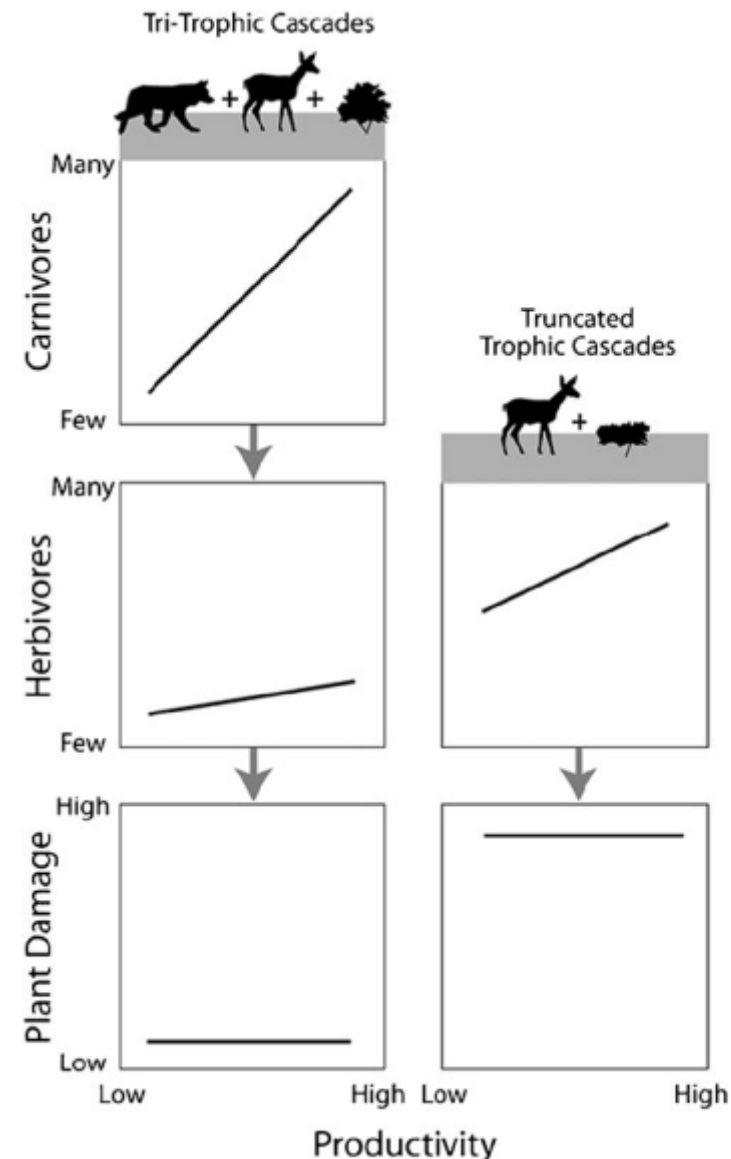 Tri-Trophic Cascades
+ +
Many
Carnivores
Few
Truncated
Trophic Cascades
+
Many
Herbivores
Few
High
Plant Damage
Low
Low High Low High
Productivity